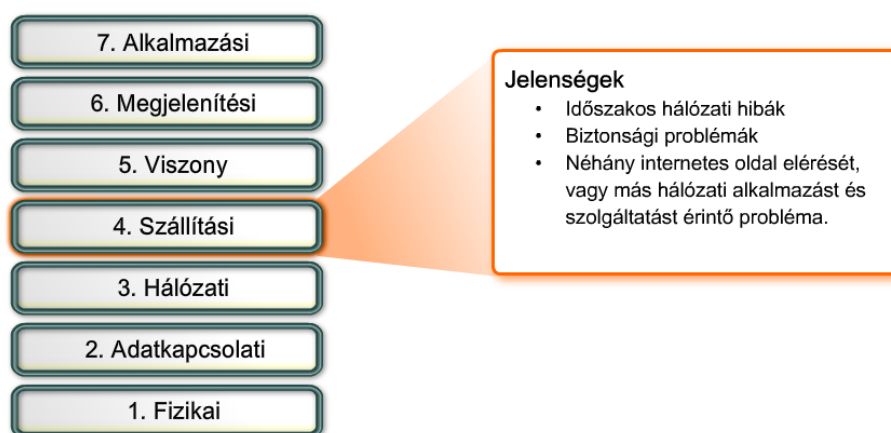 7. Alkalmazási
6. Megjelenítési
5. Viszony
4. Szállítási
3. Hálózati
2. Adatkapcsolati
1. Fizikai
Jelenségek
• Időszakos hálózati hibák
• Biztonsági problémák
• Néhány internetes oldal elérését,
vagy más hálózati alkalmazást és
szolgáltatást érintő probléma.